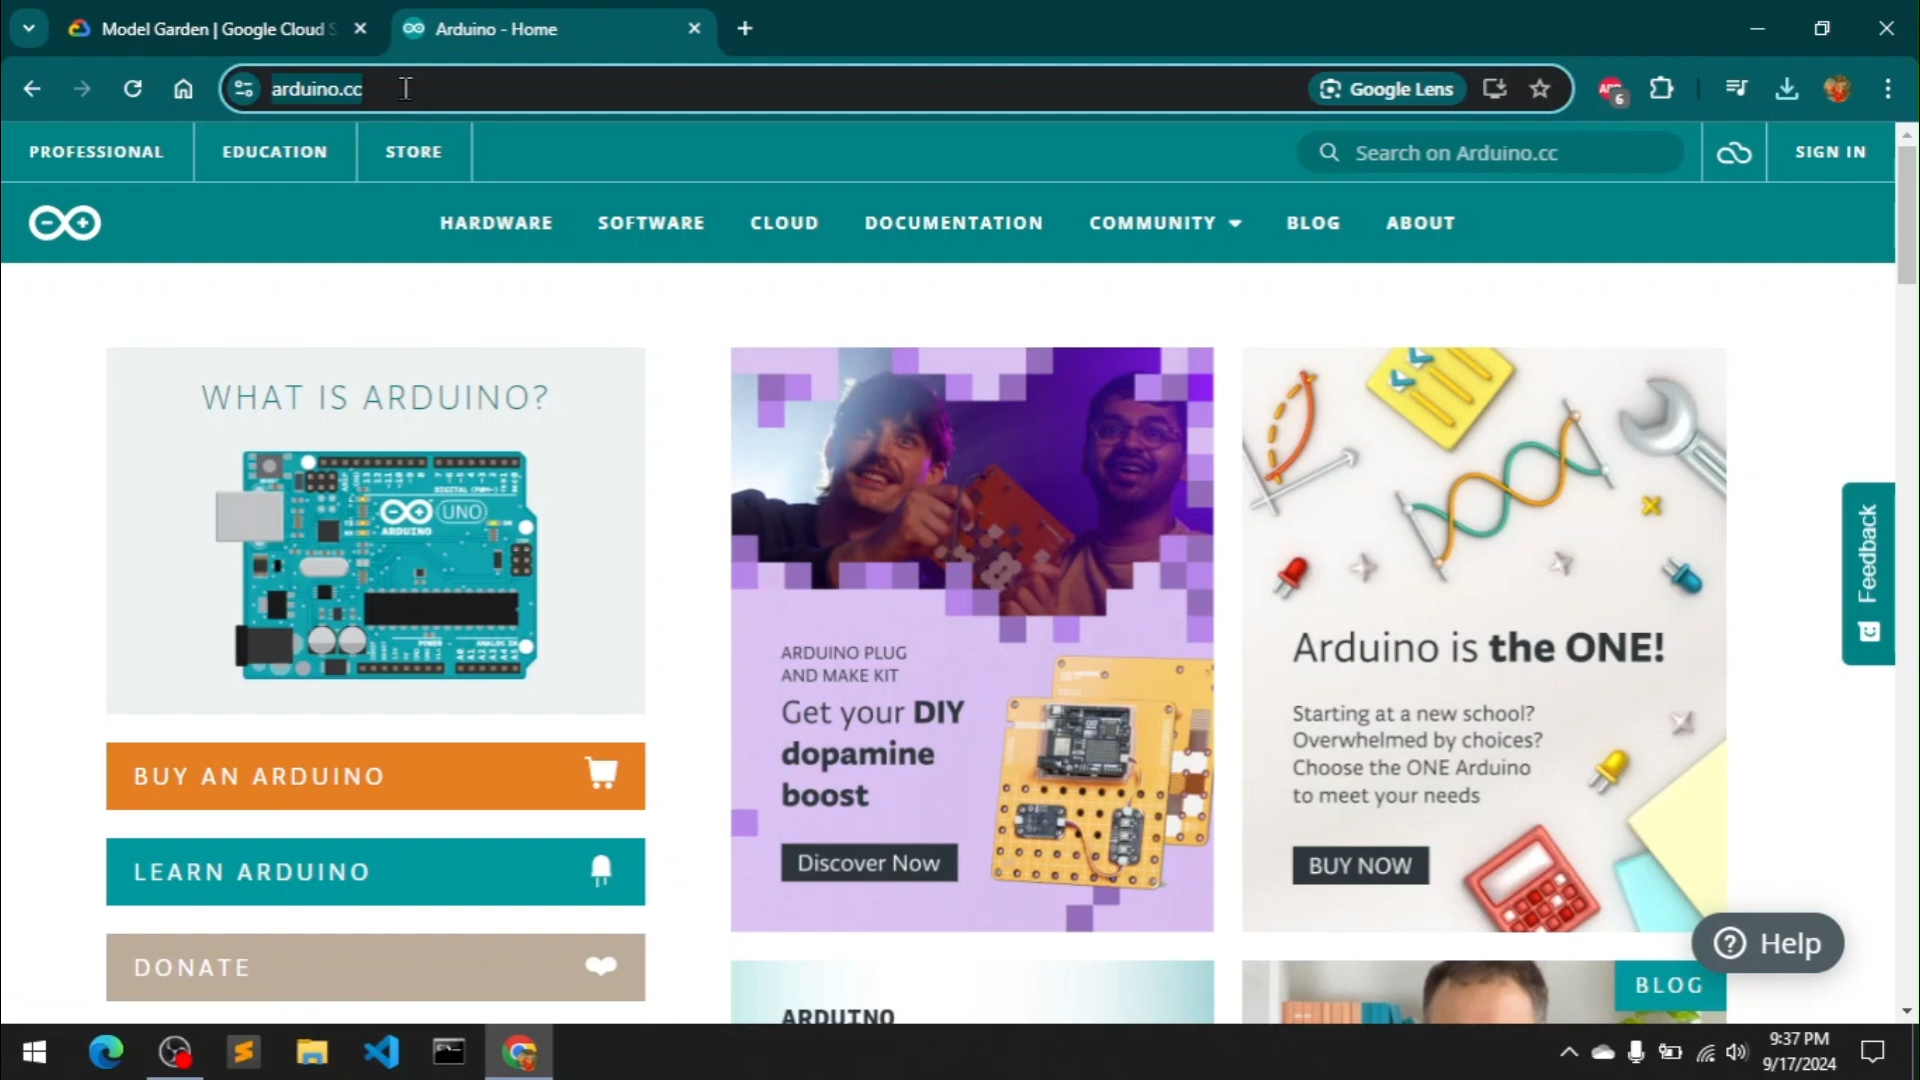 Model Garden | Google Cloud
Arduino - Home
arduino.cc
Google Lens
6
PROFESSIONAL
EDUCATION
STORE
Search on Arduino.cc
SIGN IN
HARDWARE
SOFTWARE
CLOUD
DOCUMENTATION
COMMUNITY
BLOG
ABOUT
WHAT IS ARDUINO?
UNO
ARDUINO
BUY AN ARDUINO
LEARN ARDUINO
DONATE
ARDUINO PLUG
AND MAKE KIT
Get your DIY
dopamine
boost
Discover Now
Arduino is the ONE!
Starting at a new school?
Overwhelmed by choices?
Choose the ONE Arduino
to meet your needs
BUY NOW
Feedback
Help
ARDUINO
BLOG
9:37 PM
9/17/2024